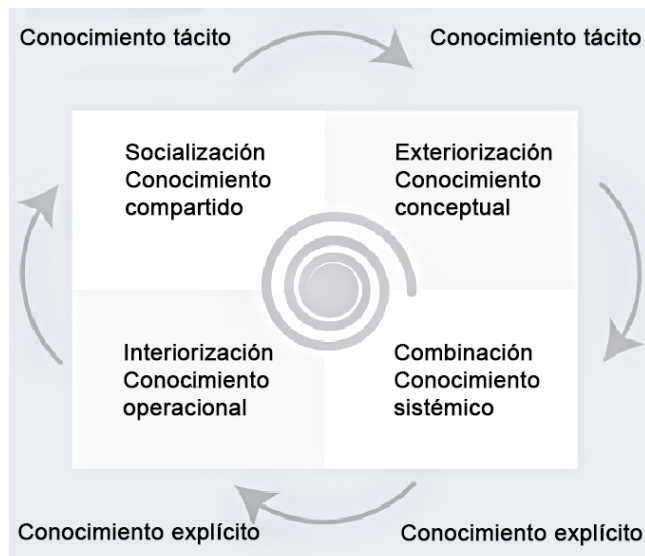 Conocimiento tácito
Conocimiento tácito
Socialización
Conocimiento
compartido
Exteriorización
Conocimiento
conceptual
Interiorización
Conocimiento
operacional
Combinación
Conocimiento
sistémico
Conocimiento explícito
Conocimiento explícito